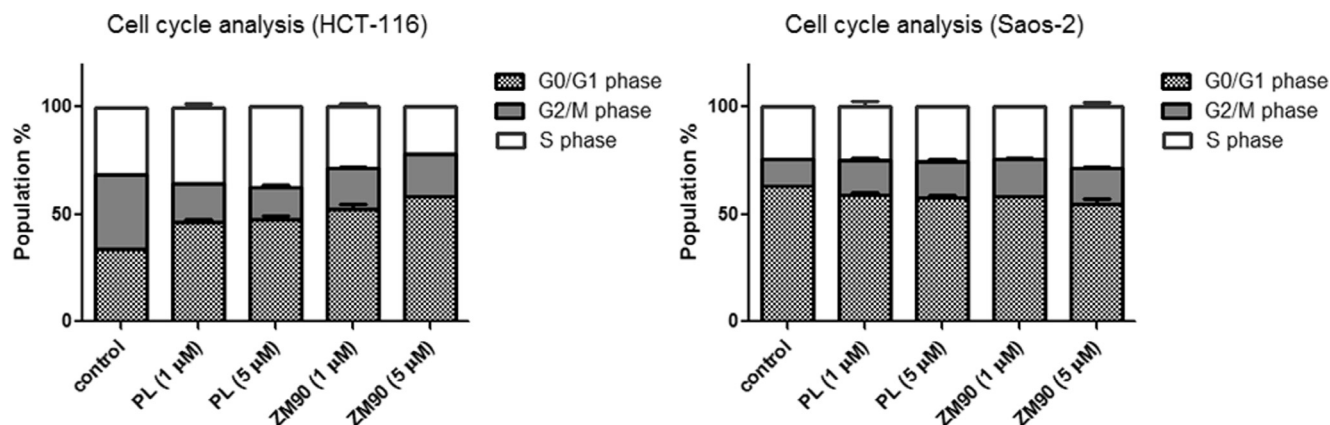 Cell cycle analysis (HCT-116)
Population %
100
50
0
G0/G1 phase
G2/M phase
S phase
control
PL (1 µM)
PL (5 µM)
ZM90 (1 µM)
ZM90 (5 µM)
Cell cycle analysis (Saos-2)
Population %
100
50
0
G0/G1 phase
G2/M phase
S phase
control
PL (1 µM)
PL (5 µM)
ZM90 (1 µM)
ZM90 (5 µM)